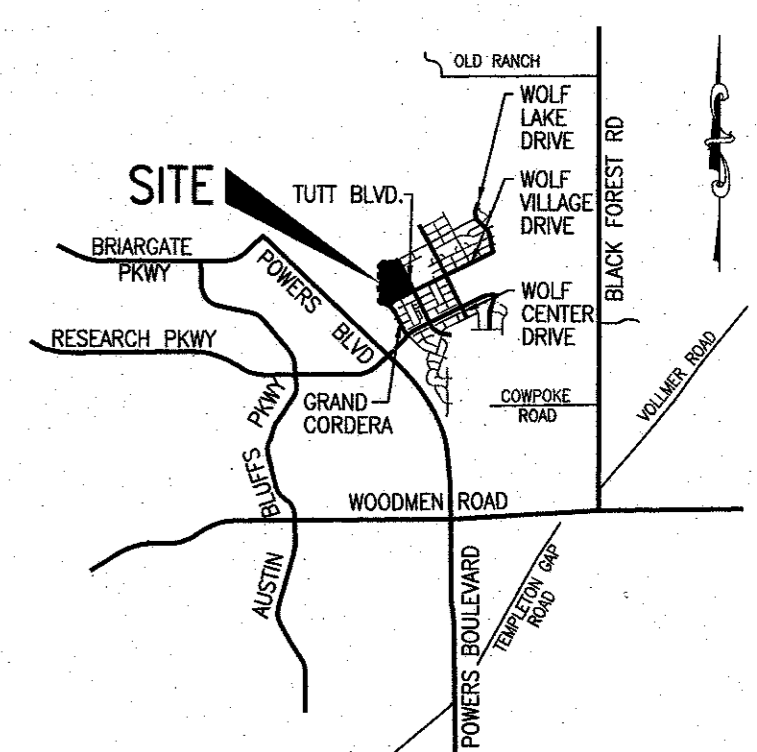 OLD RANCH
WOLF
LAKE
DRIVE
BLACK FOREST RD
SITE
TUTT BLVD.
WOLF
VILLAGE
DRIVE
BRIARGATE
PKWY
POWERS BLVD
WOLF
CENTER
DRIVE
RESEARCH PKWY
VOLLMER ROAD
GRAND
CORDERA
COWPOKE
ROAD
AUSTIN BLUFFS PKWY
WOODMEN ROAD
TEMPLETON GAP
ROAD
POWERS BOULEVARD